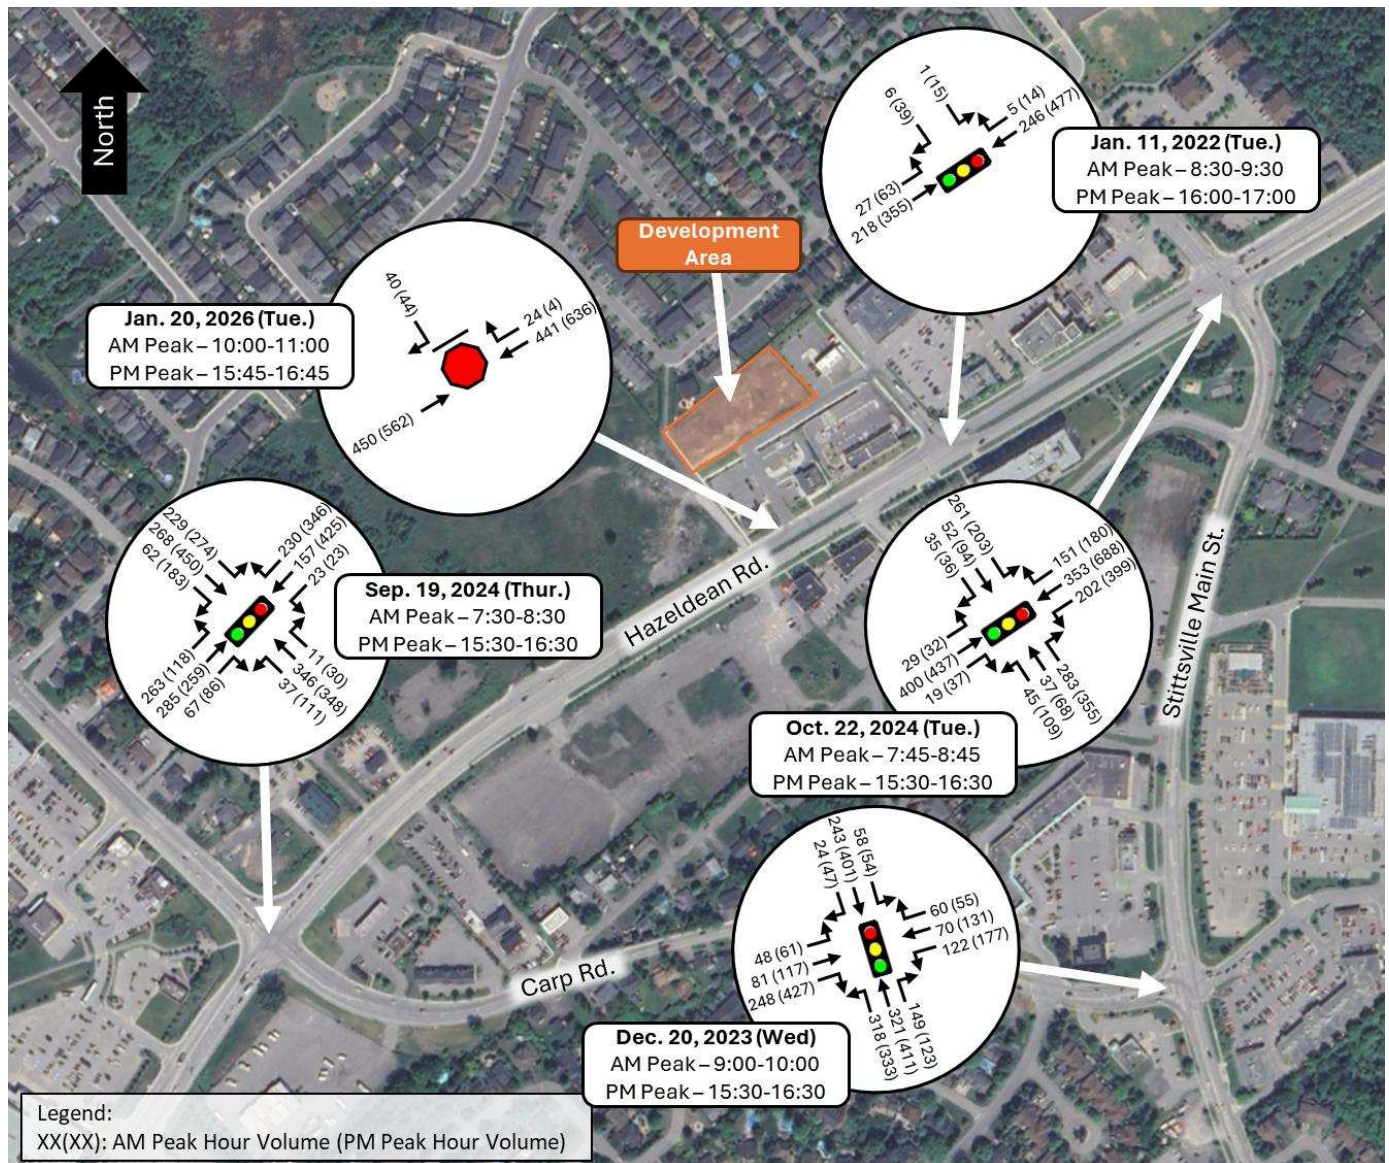 North
1 (15)
6 (39)
5 (14)
246 (477)
27 (63)
218 (355)
Jan. 11, 2022 (Tue.)
AM Peak – 8:30-9:30
PM Peak – 16:00-17:00
Development
Area
40 (44)
24 (4)
441 (636)
450 (562)
Jan. 20, 2026 (Tue.)
AM Peak – 10:00-11:00
PM Peak – 15:45-16:45
229 (274)
268 (450)
62 (183)
230 (346)
157 (425)
23 (23)
263 (118)
285 (259)
67 (86)
11 (30)
346 (348)
37 (111)
Sep. 19, 2024 (Thur.)
AM Peak – 7:30-8:30
PM Peak – 15:30-16:30
Hazeldean Rd.
261 (203)
52 (94)
35 (36)
151 (180)
353 (688)
202 (399)
29 (32)
400 (437)
19 (37)
283 (355)
37 (68)
45 (109)
Stittsville Main St.
Oct. 22, 2024 (Tue.)
AM Peak – 7:45-8:45
PM Peak – 15:30-16:30
58 (54)
243 (401)
24 (47)
60 (55)
70 (131)
122 (177)
48 (61)
81 (117)
248 (427)
149 (123)
321 (411)
318 (333)
Carp Rd.
Dec. 20, 2023 (Wed)
AM Peak – 9:00-10:00
PM Peak – 15:30-16:30
Legend:
XX(XX): AM Peak Hour Volume (PM Peak Hour Volume)